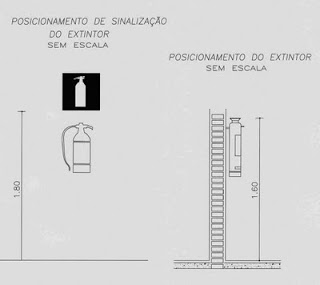 POSICIONAMENTO DE SINALIZAÇÃO
DO EXTINTOR
SEM ESCALA
1.80
POSICIONAMENTO DO EXTINTOR
SEM ESCALA
1.60